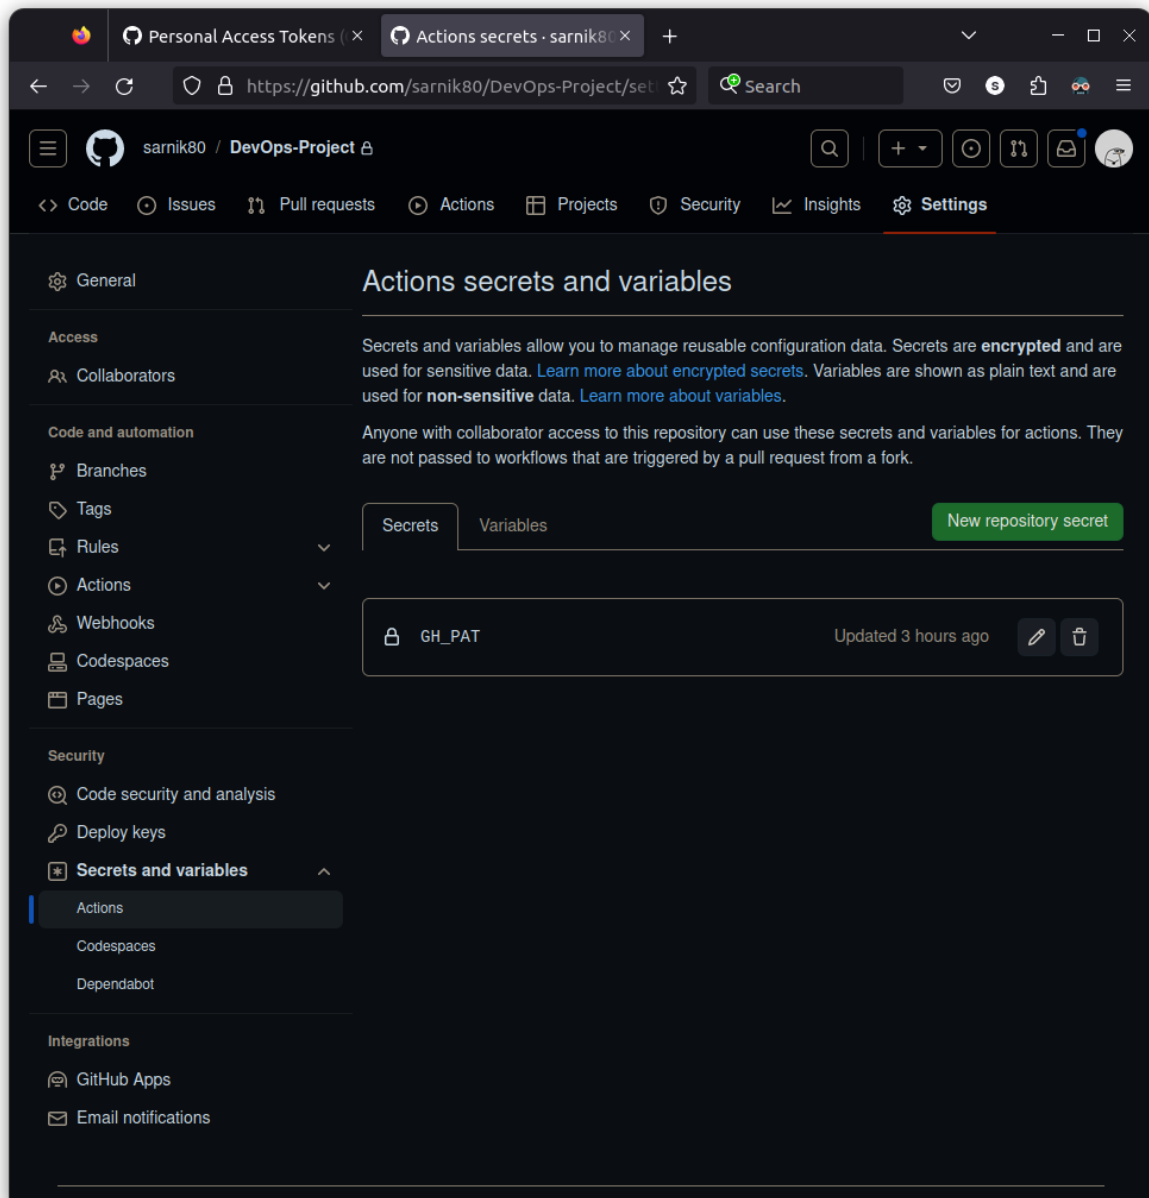 Personal Access Tokens (
Actions secrets · sarnik80
https://github.com/sarnik80/DevOps-Project/set
Search
S
sarnik80 / DevOps-Project
Code
Issues
Pull requests
Actions
Projects
Security
Insights
Settings
General
Access
Collaborators
Code and automation
Branches
Tags
Rules
Actions
Webhooks
Codespaces
Pages
Security
Code security and analysis
Deploy keys
Secrets and variables
Actions
Codespaces
Dependabot
Integrations
GitHub Apps
Email notifications
Actions secrets and variables
Secrets and variables allow you to manage reusable configuration data. Secrets are encrypted and are
used for sensitive data. Learn more about encrypted secrets. Variables are shown as plain text and are
used for non-sensitive data. Learn more about variables.
Anyone with collaborator access to this repository can use these secrets and variables for actions. They
are not passed to workflows that are triggered by a pull request from a fork.
Secrets
Variables
New repository secret
GH_PAT
Updated 3 hours ago